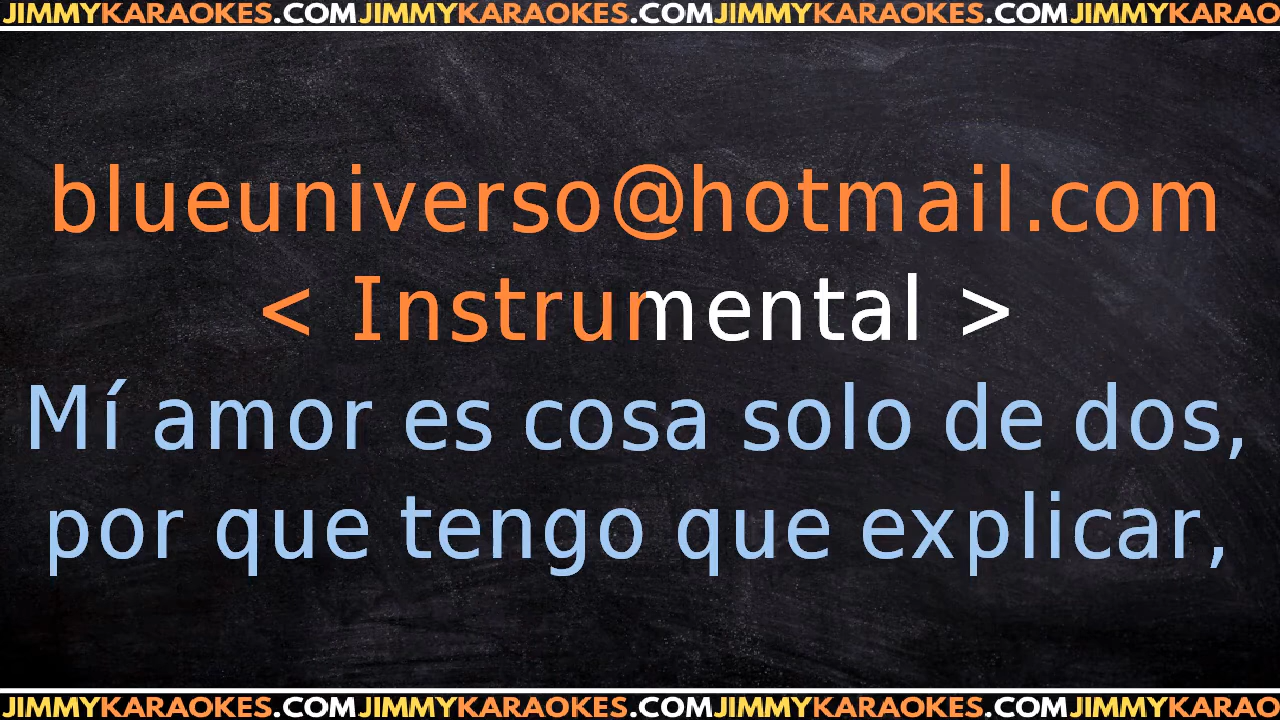 JIMMYKARAOKES.COMJIMMYKARAOKES.COMJIMMYKARAOKES.COMJIMMYKARAO
blueuniverso@hotmail.com
< Instrumental >
Mí amor es cosa solo de dos,
por que tengo que explicar,
JIMMYKARAOKES.COMJIMMYKARAOKES.COMJIMMYKARAOKES.COMJIMMYKARAO